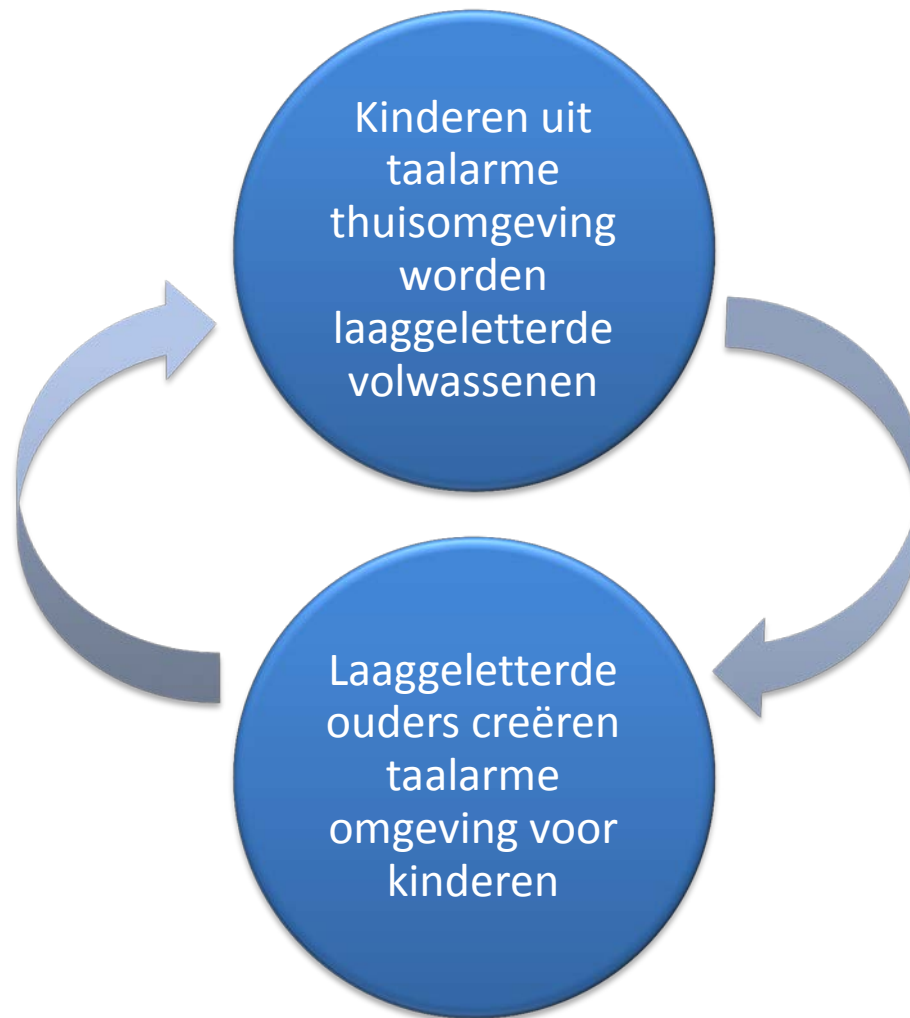 Kinderen uit
taalarme
thuisomgeving
worden
laaggeletterde
volwassenen
Laaggeletterde
ouders creëren
taalarme
omgeving voor
kinderen